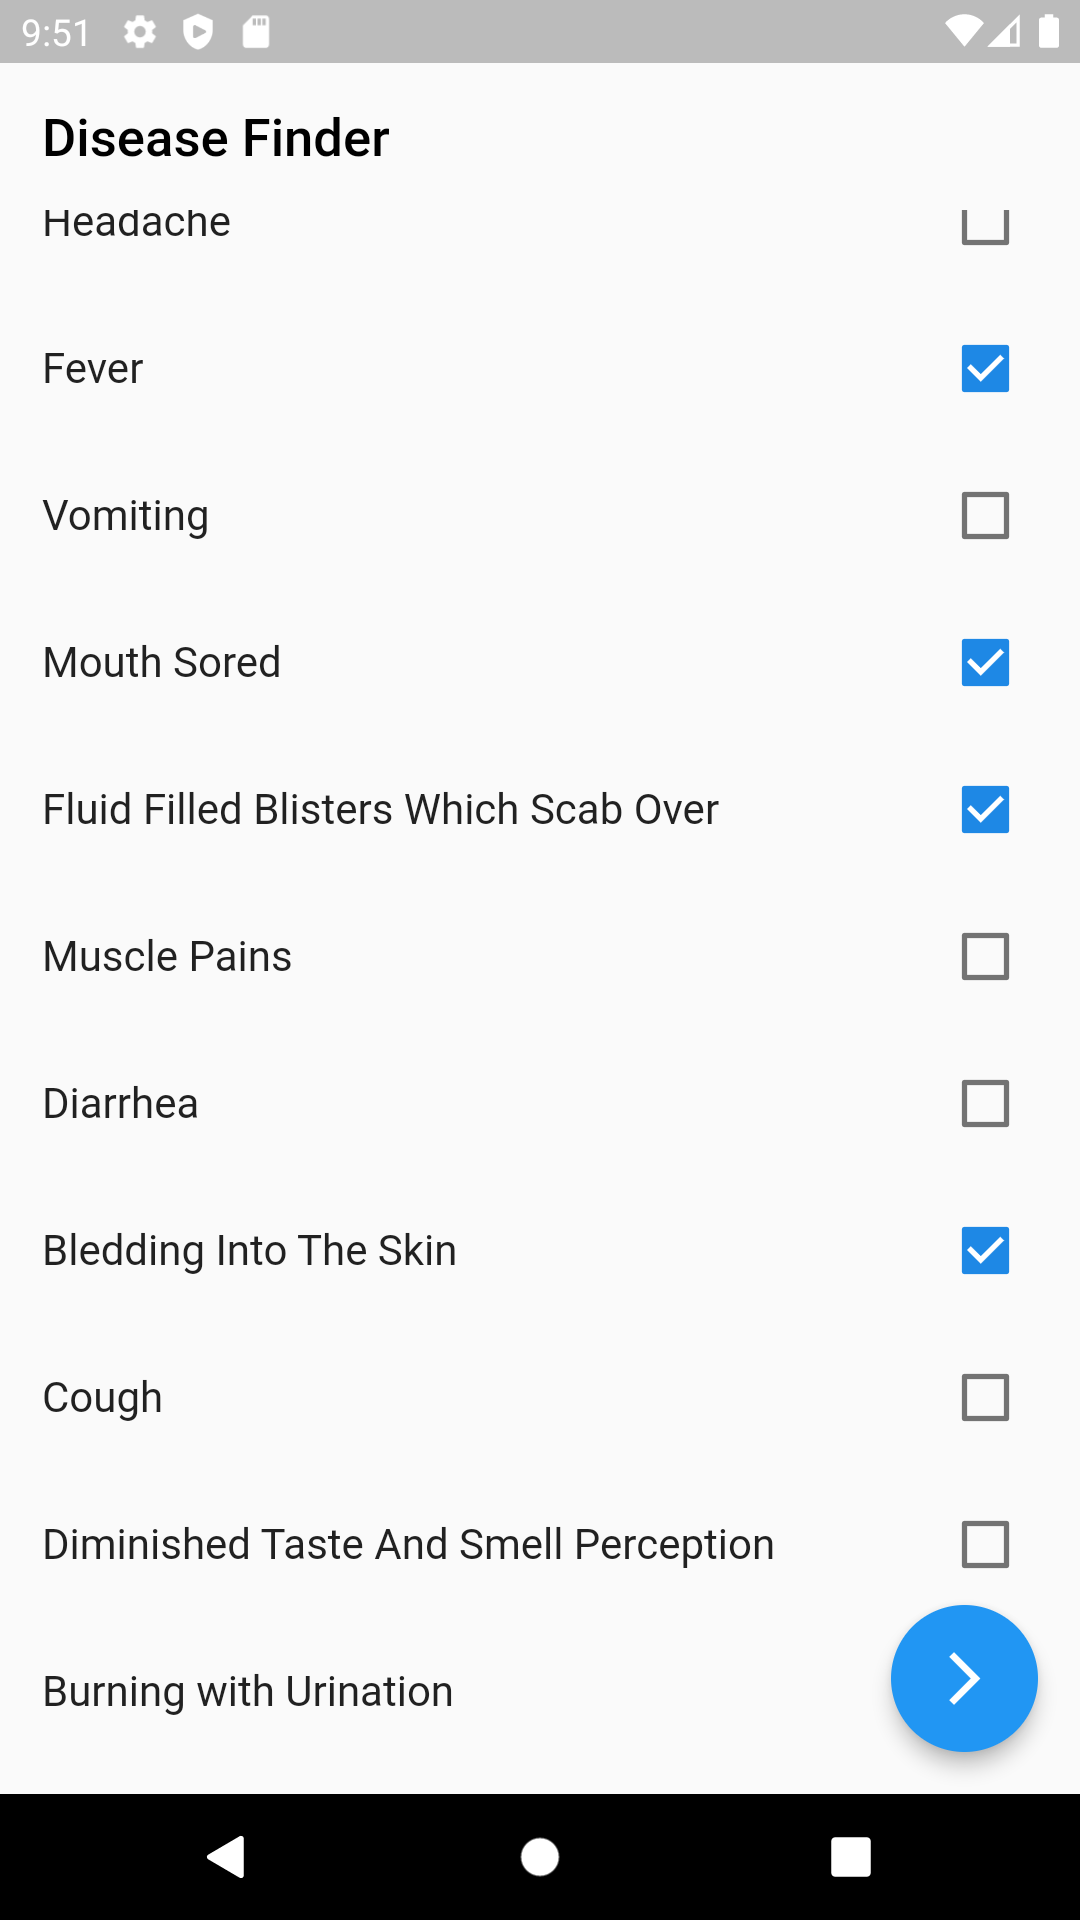 9:51
Disease Finder
Headache
Fever
Vomiting
Mouth Sored
Fluid Filled Blisters Which Scab Over
Muscle Pains
Diarrhea
Bledding Into The Skin
Cough
Diminished Taste And Smell Perception
Burning with Urination